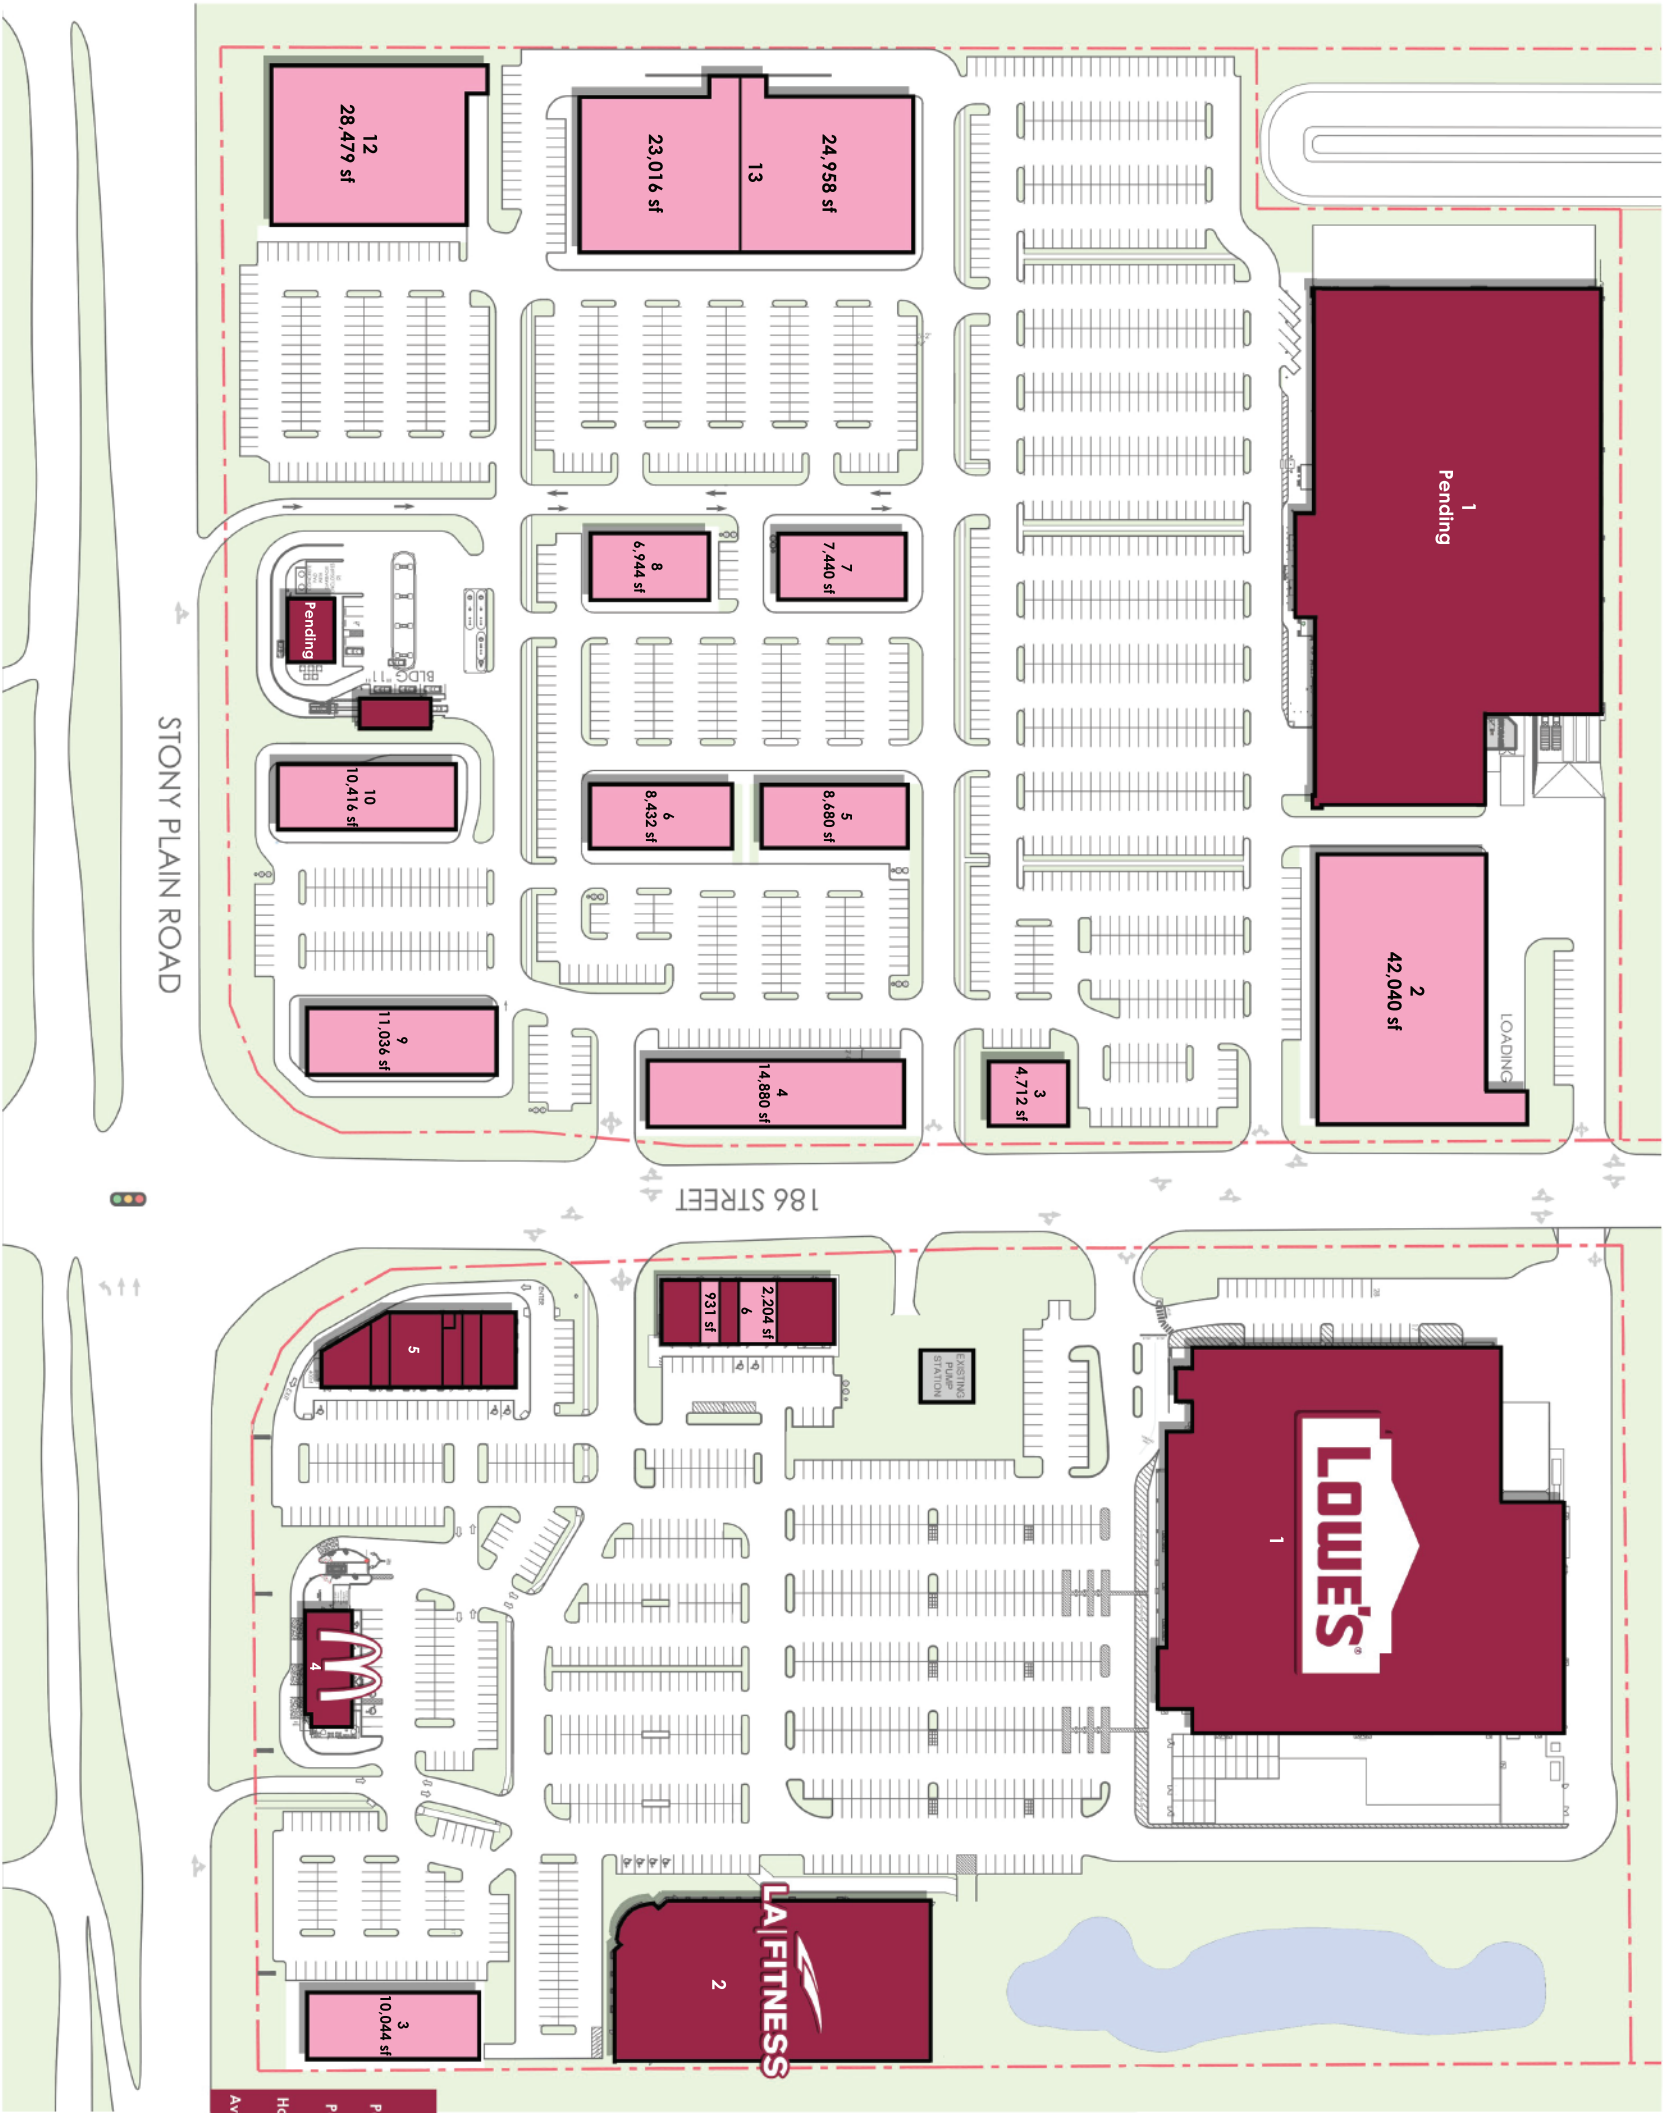 12
28,479 sf
24,958 sf
13
23,016 sf
1
Pending
8
6,944 sf
7
7,440 sf
Pending
BLDG "11"
10
10,416 sf
6
8,432 sf
5
8,680 sf
2
42,040 sf
LOADING
9
11,036 sf
4
14,880 sf
3
4,712 sf
STONY PLAIN ROAD
186 STREET
ENTER
EXIT
5
2,204 sf
6
931 sf
EXISTING
PUMP
STATION
LOWE'S®
1
4
LA|FITNESS
2
3
10,044 sf